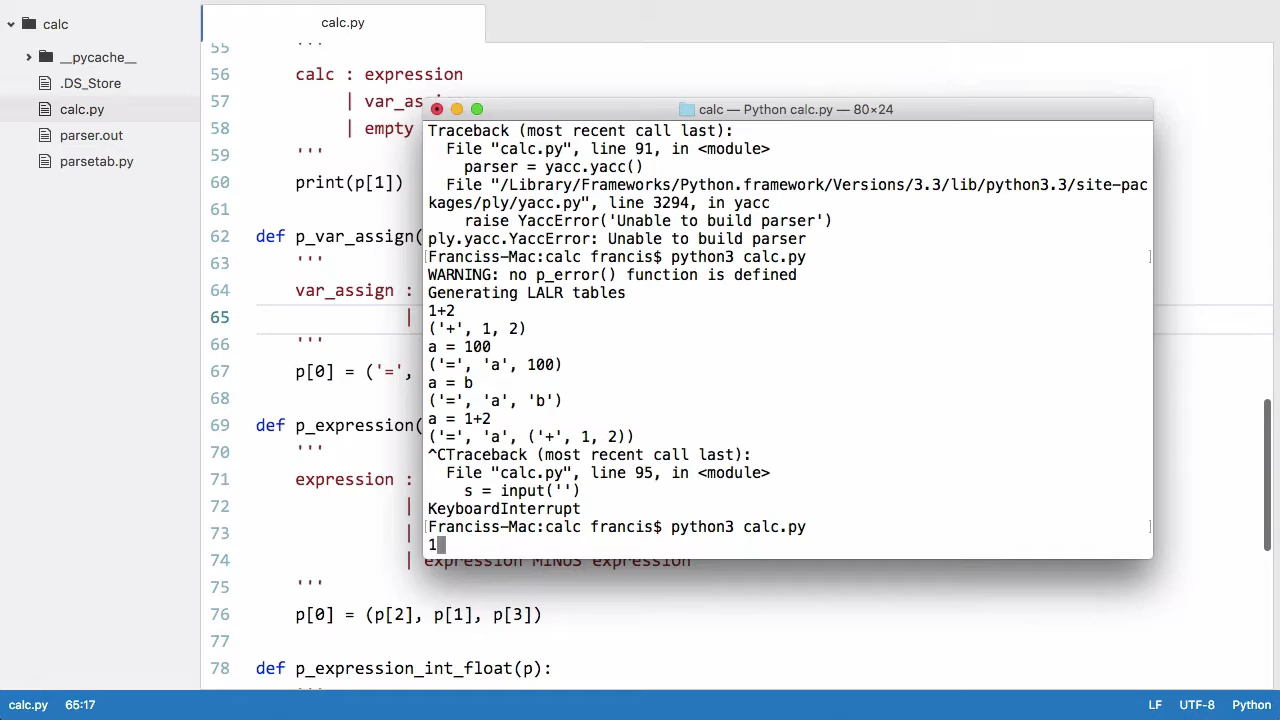 calc
__pycache__
.DS_Store
calc.py
parser.out
parsetab.py
calc.py
55 '''
56 calc : expression
57 | var_as
58 | empty
59 '''
60 print(p[1])
61
62 def p_var_assign(
63 '''
64 var_assign :
65 |
66 '''
67 p[0] = ('=',
68
69 def p_expression(
70 '''
71 expression :
72 |
73 |
74 | expression MINUS expression
75 '''
76 p[0] = (p[2], p[1], p[3])
77
78 def p_expression_int_float(p):
'''
calc — Python calc.py — 80×24
Traceback (most recent call last):
File "calc.py", line 91, in <module>
parser = yacc.yacc()
File "/Library/Frameworks/Python.framework/Versions/3.3/lib/python3.3/site-pac
kages/ply/yacc.py", line 3294, in yacc
raise YaccError('Unable to build parser')
ply.yacc.YaccError: Unable to build parser
[Franciss-Mac:calc francis$ python3 calc.py ]
WARNING: no p_error() function is defined
Generating LALR tables
1+2
('+', 1, 2)
a = 100
('=', 'a', 100)
a = b
('=', 'a', 'b')
a = 1+2
('=', 'a', ('+', 1, 2))
^CTraceback (most recent call last):
File "calc.py", line 95, in <module>
s = input('')
KeyboardInterrupt
[Franciss-Mac:calc francis$ python3 calc.py ]
1
calc.py 65:17 LF UTF-8 Python